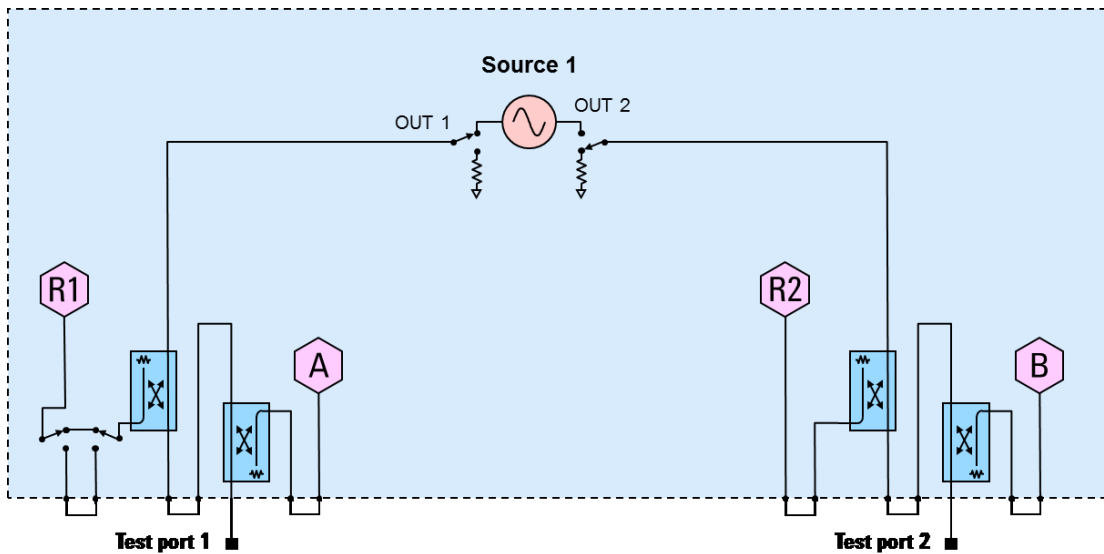 Source 1
OUT 1
OUT 2
R1
R2
A
B
Test port 1
Test port 2